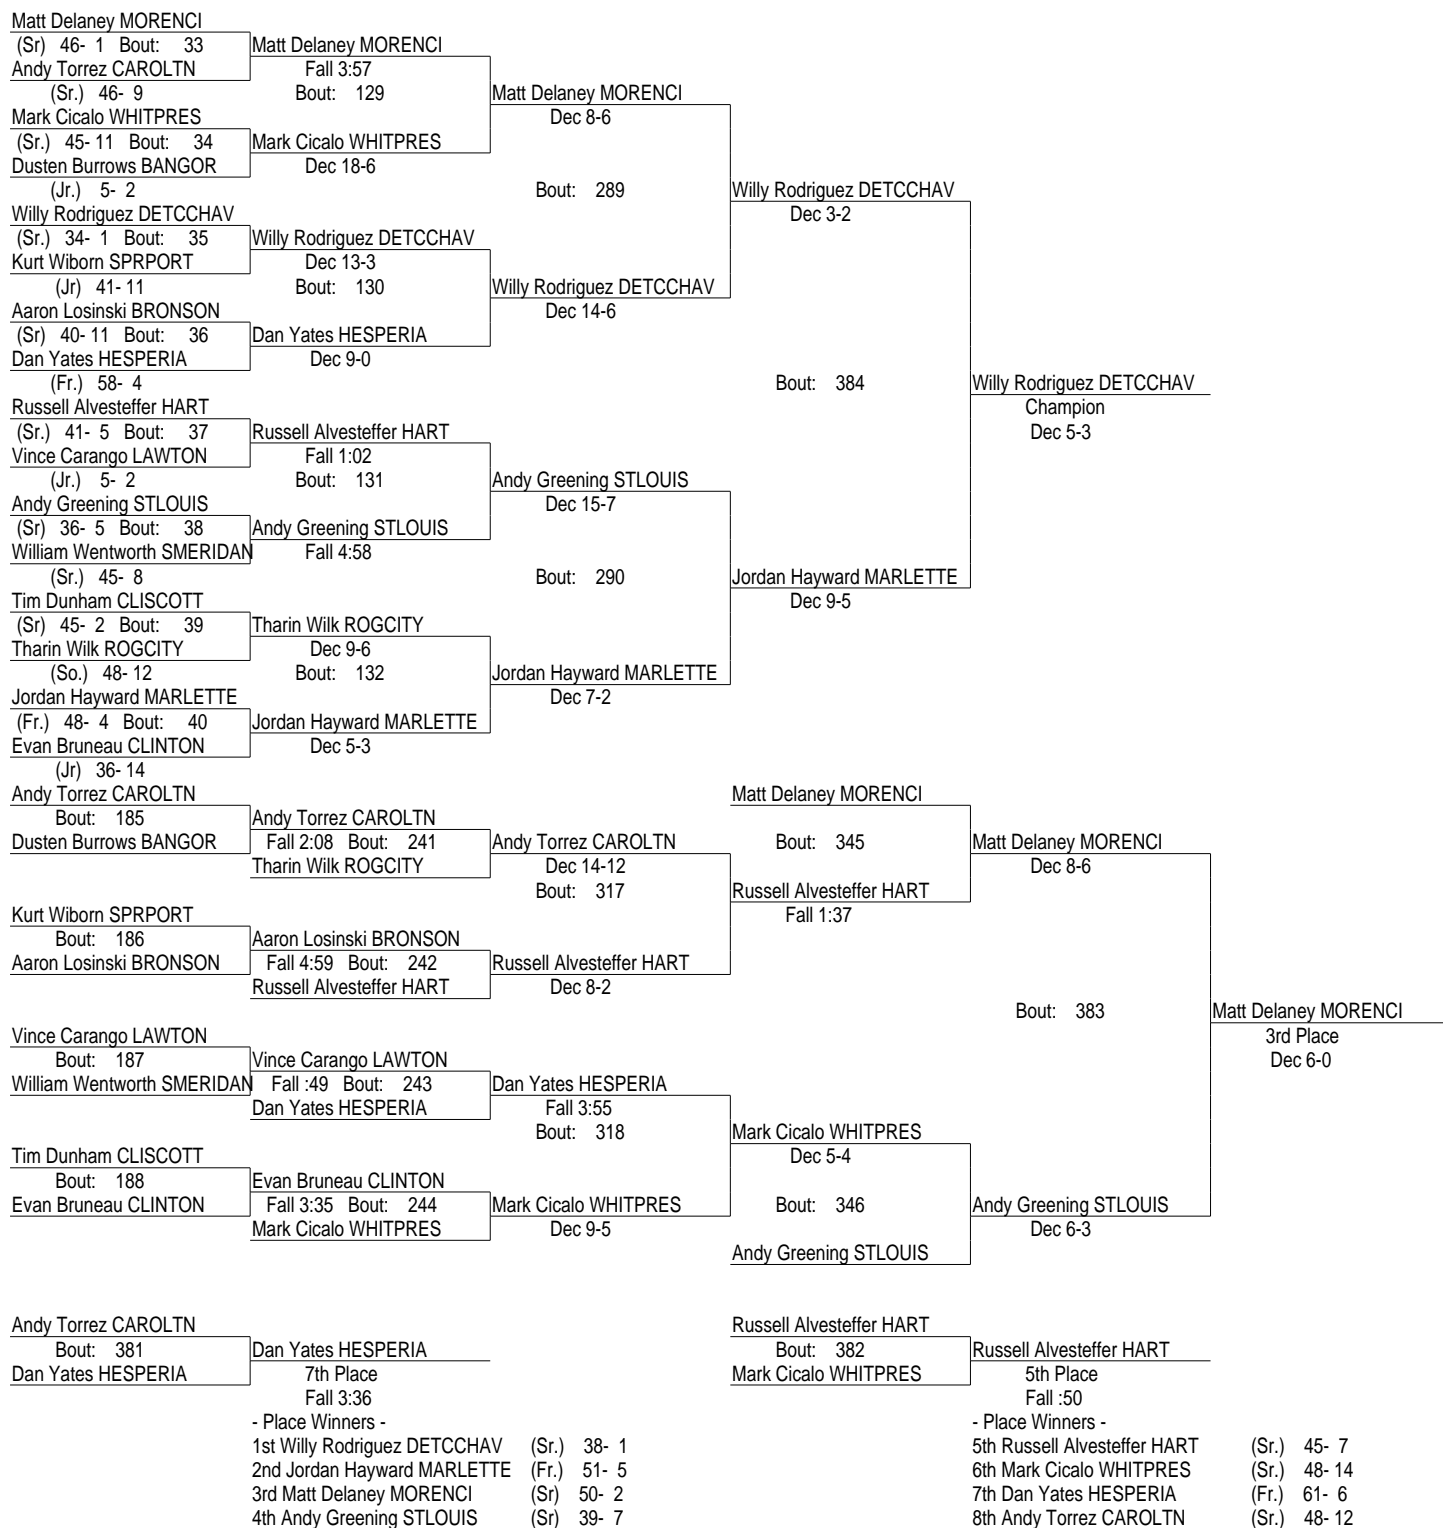 Matt Delaney MORENCI
(Sr) 46- 1 Bout: 33 Matt Delaney MORENCI
Andy Torrez CAROLTN Fall 3:57
(Sr.) 46- 9 Bout: 129 Matt Delaney MORENCI
Mark Cicalo WHITPRES Dec 8-6
(Sr.) 45- 11 Bout: 34 Mark Cicalo WHITPRES
Dusten Burrows BANGOR Dec 18-6
(Jr.) 5- 2 Bout: 289 Willy Rodriguez DETCCHAV
Willy Rodriguez DETCCHAV Dec 3-2
(Sr.) 34- 1 Bout: 35 Willy Rodriguez DETCCHAV
Kurt Wiborn SPRPORT Dec 13-3
(Jr) 41- 11 Bout: 130 Willy Rodriguez DETCCHAV
Aaron Losinski BRONSON Dec 14-6
(Sr) 40- 11 Bout: 36 Dan Yates HESPERIA
Dan Yates HESPERIA Dec 9-0
(Fr.) 58- 4 Bout: 384 Willy Rodriguez DETCCHAV
Russell Alvesteffer HART Champion
(Sr.) 41- 5 Bout: 37 Russell Alvesteffer HART Dec 5-3
Vince Carango LAWTON Fall 1:02
(Jr.) 5- 2 Bout: 131 Andy Greening STLOUIS
Andy Greening STLOUIS Dec 15-7
(Sr) 36- 5 Bout: 38 Andy Greening STLOUIS
William Wentworth SMERIDAN Fall 4:58
(Sr.) 45- 8 Bout: 290 Jordan Hayward MARLETTE
Tim Dunham CLISCOTT Dec 9-5
(Sr) 45- 2 Bout: 39 Tharin Wilk ROGCITY
Tharin Wilk ROGCITY Dec 9-6
(So.) 48- 12 Bout: 132 Jordan Hayward MARLETTE
Jordan Hayward MARLETTE Dec 7-2
(Fr.) 48- 4 Bout: 40 Jordan Hayward MARLETTE
Evan Bruneau CLINTON Dec 5-3
(Jr) 36- 14
Andy Torrez CAROLTN Matt Delaney MORENCI
Bout: 185 Andy Torrez CAROLTN
Dusten Burrows BANGOR Fall 2:08 Bout: 241 Andy Torrez CAROLTN Bout: 345 Matt Delaney MORENCI
Tharin Wilk ROGCITY Dec 14-12 Dec 8-6
Bout: 317 Russell Alvesteffer HART
Kurt Wiborn SPRPORT Fall 1:37
Bout: 186 Aaron Losinski BRONSON
Aaron Losinski BRONSON Fall 4:59 Bout: 242 Russell Alvesteffer HART
Russell Alvesteffer HART Dec 8-2
Bout: 383 Matt Delaney MORENCI
Vince Carango LAWTON 3rd Place
Bout: 187 Vince Carango LAWTON Dec 6-0
William Wentworth SMERIDAN Fall :49 Bout: 243 Dan Yates HESPERIA
Dan Yates HESPERIA Fall 3:55
Bout: 318 Mark Cicalo WHITPRES
Tim Dunham CLISCOTT Dec 5-4
Bout: 188 Evan Bruneau CLINTON
Evan Bruneau CLINTON Fall 3:35 Bout: 244 Mark Cicalo WHITPRES Bout: 346 Andy Greening STLOUIS
Mark Cicalo WHITPRES Dec 9-5 Dec 6-3
Andy Greening STLOUIS
Andy Torrez CAROLTN Russell Alvesteffer HART
Bout: 381 Dan Yates HESPERIA Bout: 382 Russell Alvesteffer HART
Dan Yates HESPERIA 7th Place Mark Cicalo WHITPRES 5th Place
Fall 3:36 Fall :50
- Place Winners - - Place Winners -
1st Willy Rodriguez DETCCHAV (Sr.) 38- 1 5th Russell Alvesteffer HART (Sr.) 45- 7
2nd Jordan Hayward MARLETTE (Fr.) 51- 5 6th Mark Cicalo WHITPRES (Sr.) 48- 14
3rd Matt Delaney MORENCI (Sr) 50- 2 7th Dan Yates HESPERIA (Fr.) 61- 6
4th Andy Greening STLOUIS (Sr) 39- 7 8th Andy Torrez CAROLTN (Sr.) 48- 12